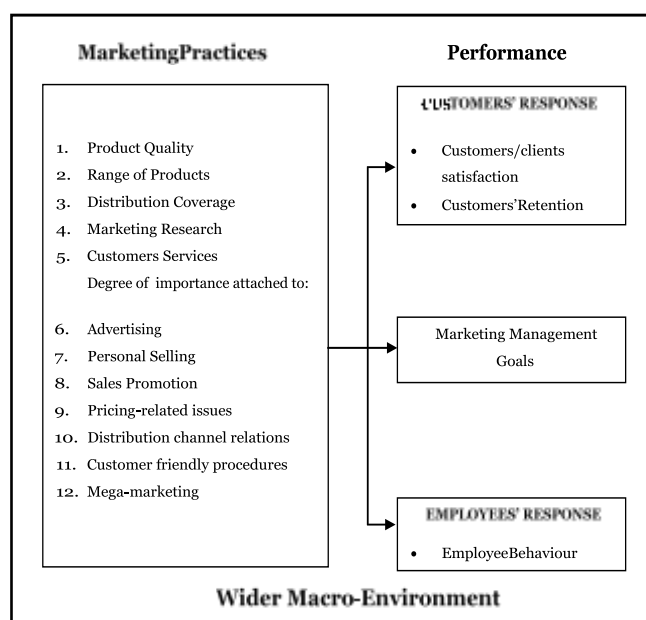 MarketingPractices
1. Product Quality
2. Range of Products
3. Distribution Coverage
4. Marketing Research
5. Customers Services
Degree of importance attached to:
6. Advertising
7. Personal Selling
8. Sales Promotion
9. Pricing-related issues
10. Distribution channel relations
11. Customer friendly procedures
12. Mega-marketing
Performance
CUSTOMERS' RESPONSE
• Customers/clients
satisfaction
• Customers'Retention
Marketing Management
Goals
EMPLOYEES' RESPONSE
• EmployeeBehaviour
Wider Macro-Environment